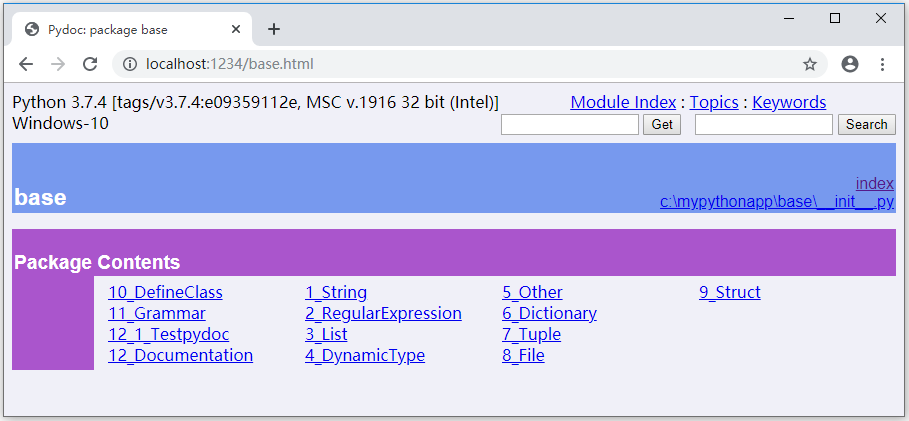 Pydoc: package base
localhost:1234/base.html
Python 3.7.4 [tags/v3.7.4:e09359112e, MSC v.1916 32 bit (Intel)]
Windows-10
Module Index : Topics : Keywords
Get Search
base
index
c:\mypythonapp\base\__init__.py
Package Contents
10_DefineClass 1_String 5_Other 9_Struct
11_Grammar 2_RegularExpression 6_Dictionary
12_1_Testpydoc 3_List 7_Tuple
12_Documentation 4_DynamicType 8_File